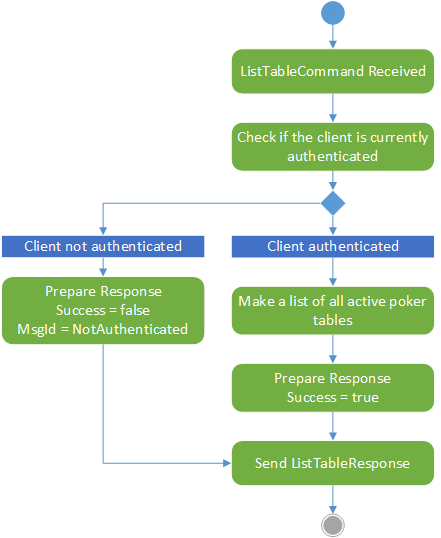 ListTableCommand Received
Check if the client is currently
authenticated
Client not authenticated
Client authenticated
Prepare Response
Success = false
MsgId = NotAuthenticated
Make a list of all active poker
tables
Prepare Response
Success = true
Send ListTableResponse